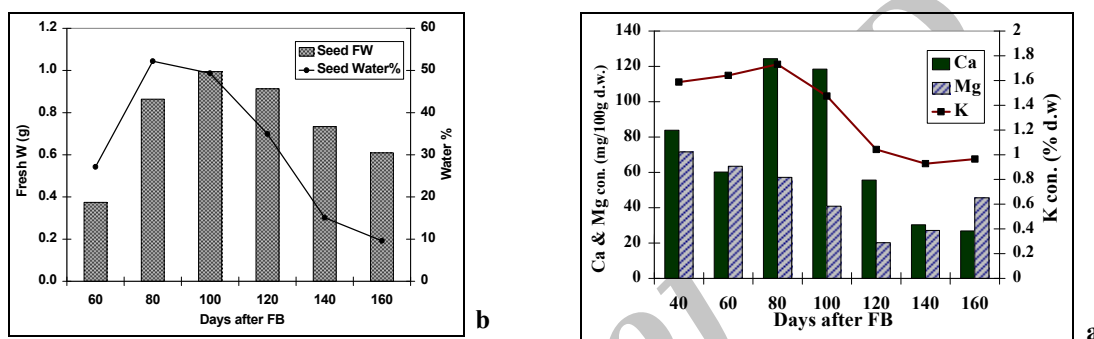 1.2
1.0
0.8
0.6
0.4
0.2
0.0
Fresh W (g)
60
50
40
30
20
10
0
Water %
Seed FW
Seed Water%
60 80 100 120 140 160
Days after FB
b
140
120
100
80
60
40
20
0
Ca & Mg con. (mg/100g d.w.)
2
1.8
1.6
1.4
1.2
1
0.8
0.6
0.4
0.2
0
K con. (% d.w)
Ca
Mg
K
40 60 80 100 120 140 160
Days after FB
a